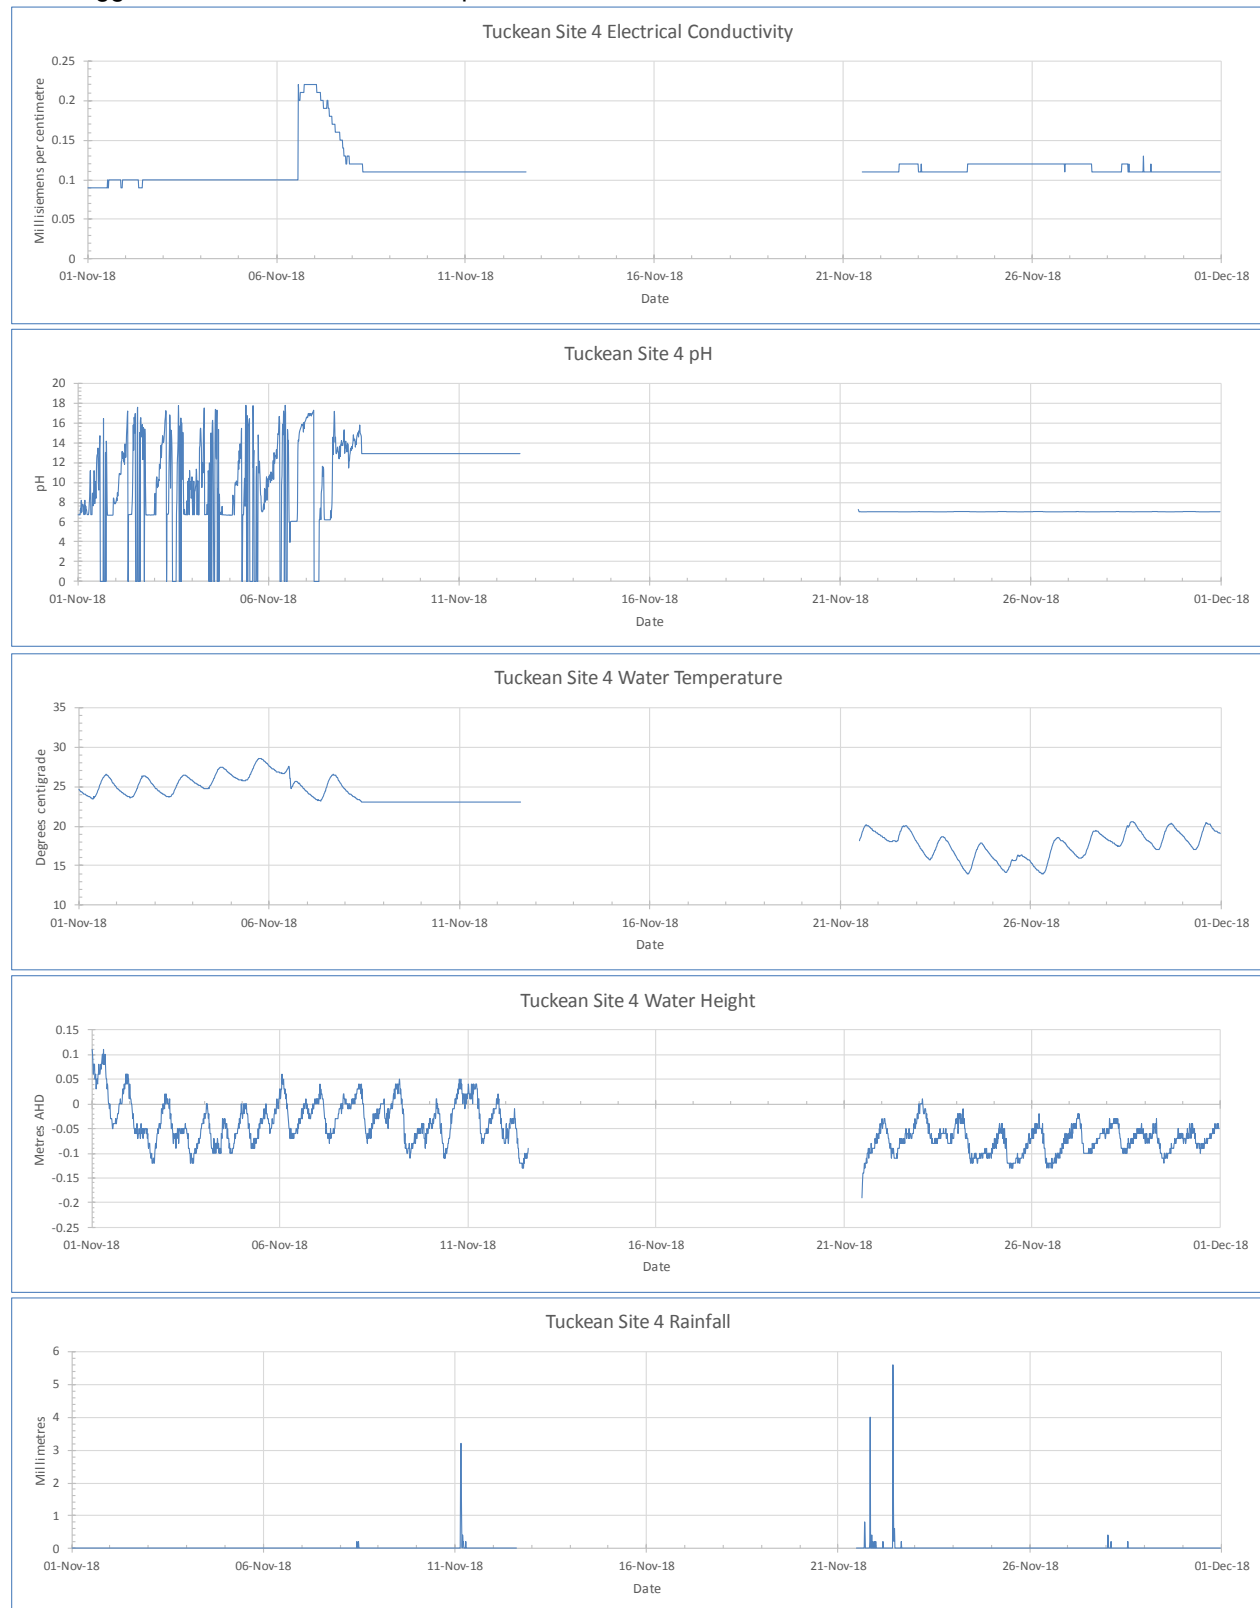 Tuckean Site 4 Electrical Conductivity
Millisiemens per centimetre
0.25
0.2
0.15
0.1
0.05
0
01-Nov-18 06-Nov-18 11-Nov-18 16-Nov-18 21-Nov-18 26-Nov-18 01-Dec-18
Date
Tuckean Site 4 pH
pH
20
18
16
14
12
10
8
6
4
2
0
01-Nov-18 06-Nov-18 11-Nov-18 16-Nov-18 21-Nov-18 26-Nov-18 01-Dec-18
Date
Tuckean Site 4 Water Temperature
Degrees centigrade
35
30
25
20
15
10
01-Nov-18 06-Nov-18 11-Nov-18 16-Nov-18 21-Nov-18 26-Nov-18 01-Dec-18
Date
Tuckean Site 4 Water Height
Metres AHD
0.15
0.1
0.05
0
-0.05
-0.1
-0.15
-0.2
-0.25
01-Nov-18 06-Nov-18 11-Nov-18 16-Nov-18 21-Nov-18 26-Nov-18 01-Dec-18
Date
Tuckean Site 4 Rainfall
Millimetres
6
5
4
3
2
1
0
01-Nov-18 06-Nov-18 11-Nov-18 16-Nov-18 21-Nov-18 26-Nov-18 01-Dec-18
Date